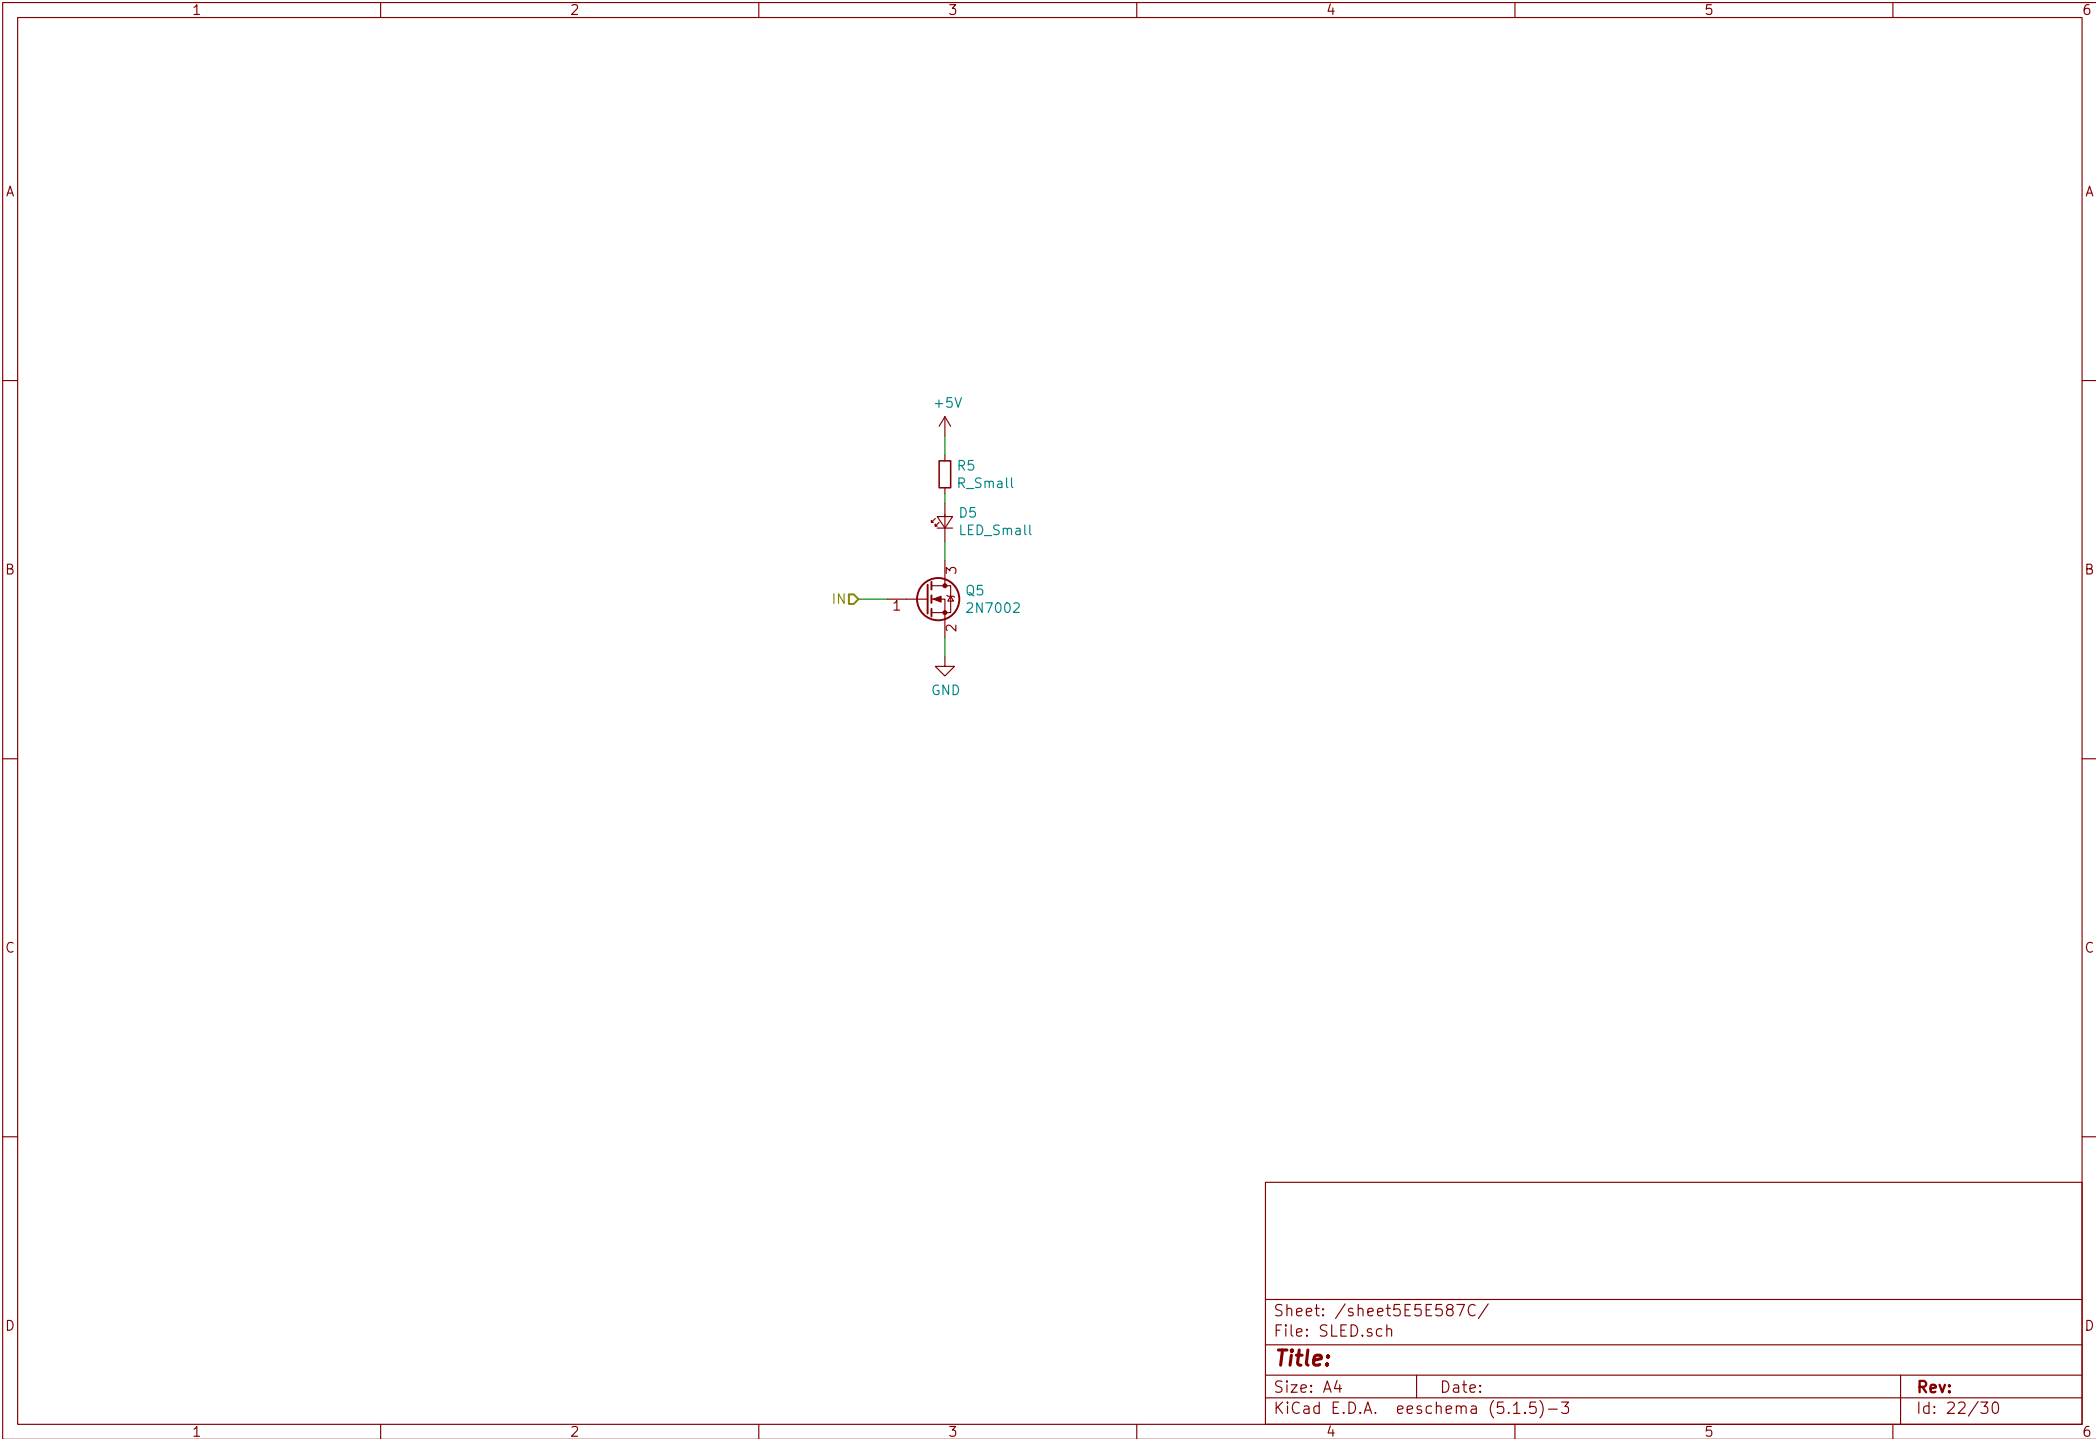 1 2 3 4 5 6
A A
+5V
R5
R_Small
D5
LED_Small
B B
3
Q5
IN
1
2N7002
2
GND
C C
Sheet: /sheet5E5E587C/
File: SLED.sch
D D
Title:
Size: A4 Date: Rev:
KiCad E.D.A. eeschema (5.1.5)-3 Id: 22/30
1 2 3 4 5 6